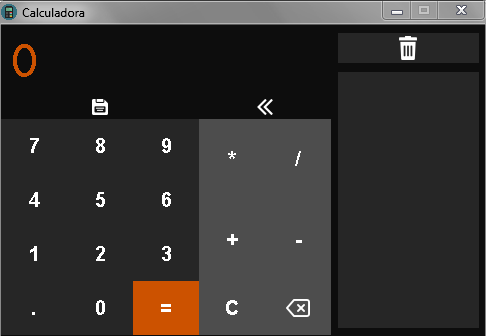 Calculadora
0
7 8 9 * /
4 5 6
+ -
1 2 3
. 0 = C